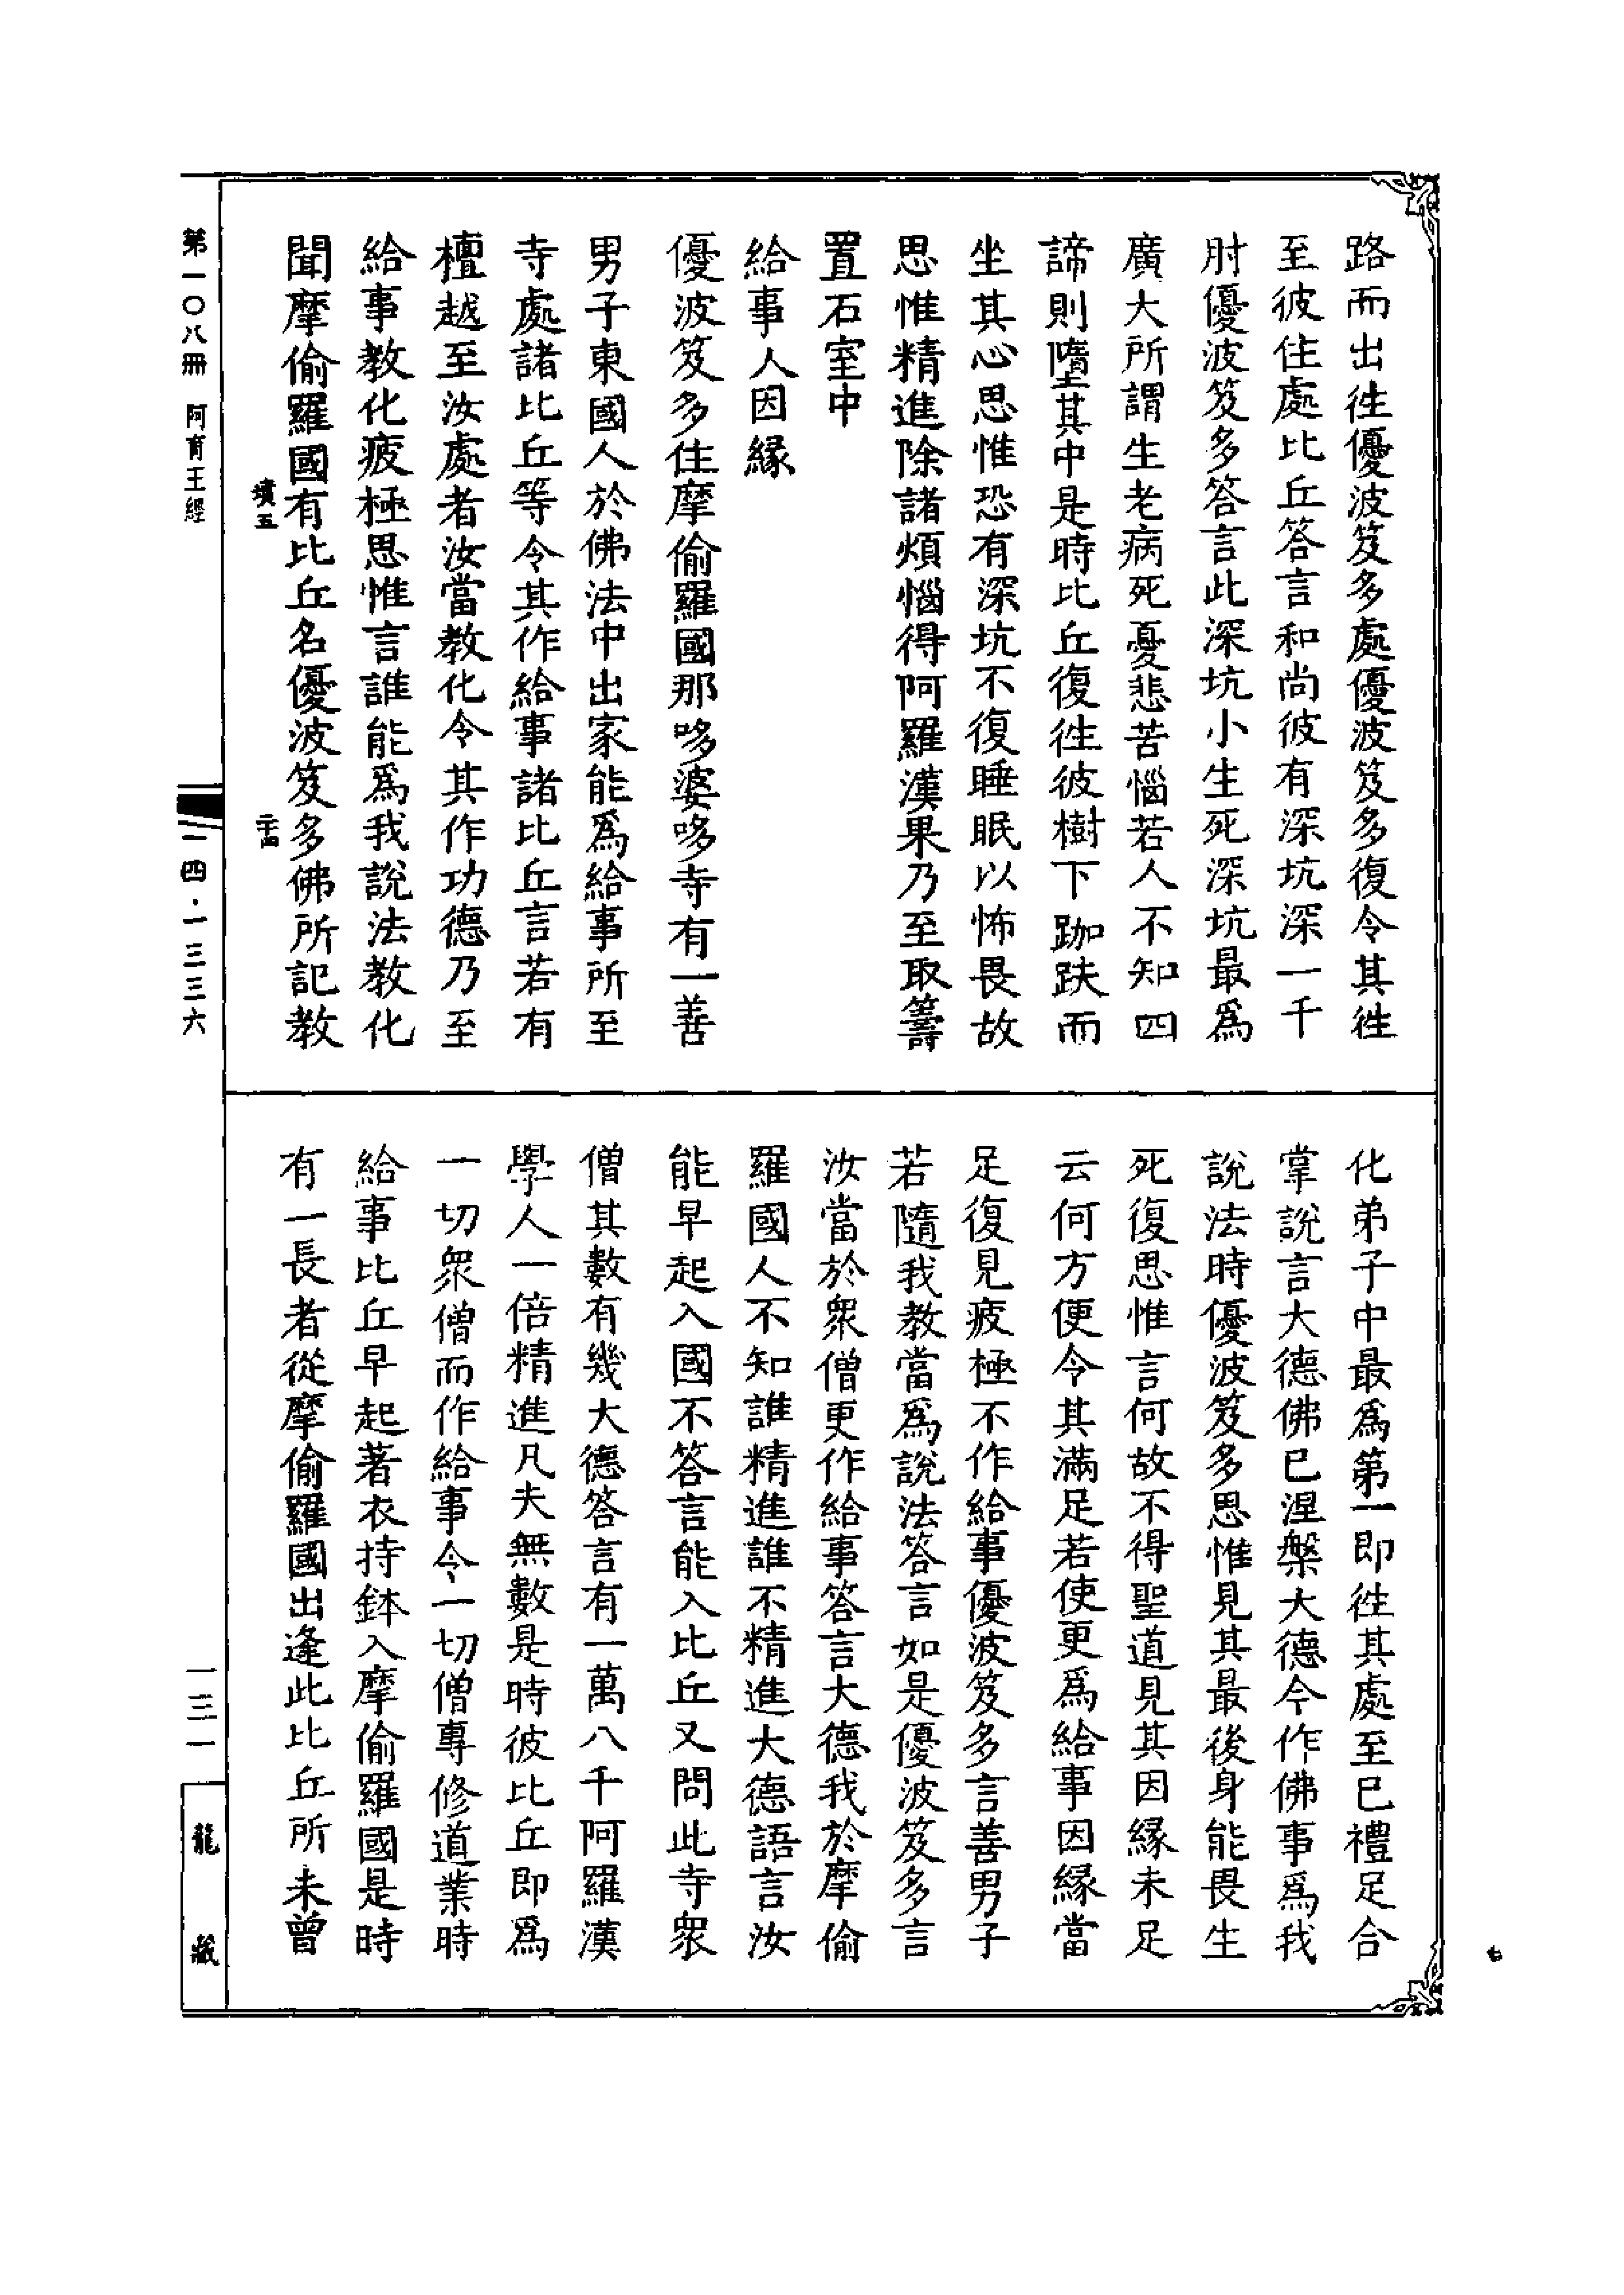 路而出徃優波笈多處優波笈多復令其徃
至彼住處比丘答言和尚彼有深坑深一千
肘優波笈多答言此深坑小生死深坑最爲
廣大所謂生老病死憂悲苦惱若人不知四
諦則墮其中是時比丘復徃彼樹下跏趺而
坐其心思惟恐有深坑不復睡眠以怖畏故
思惟精進除諸煩惱得阿羅漢果乃至取籌
置石室中
給事人因緣
優波笈多住摩偷羅國那哆婆哆寺有一善
男子東國人於佛法中出家能爲給事所至
寺處諸比丘等令其作給事諸比丘言若有
檀越至汝處者汝當教化令其作功德乃至
給事教化疲極思惟言誰能爲我說法教化
聞摩偷羅國有比丘名優波笈多佛所記教
化弟子中最爲第一即徃其處至已禮足合
掌說言大德佛已涅槃大德今作佛事爲我
說法時優波笈多思惟見其最後身能畏生
死復思惟言何故不得聖道見其因緣未足
云何方便令其滿足若使更爲給事因緣當
足復見疲極不作給事優波笈多言善男子
若隨我教當爲說法答言如是優波笈多言
汝當於衆僧更作給事答言大德我於摩偷
羅國人不知誰精進誰不精進大德語言汝
能早起入國不答言能入比丘又問此寺衆
僧其數有幾大德答言有一萬八千阿羅漢
學人一倍精進凡夫無數是時彼比丘即爲
一切衆僧而作給事令一切僧專修道業時
給事比丘早起著衣持鉢入摩偷羅國是時
有一長者從摩偷羅國出逢此比丘所未曾
第一〇八冊 阿育王經
一四·一三三六
一三一
龍藏